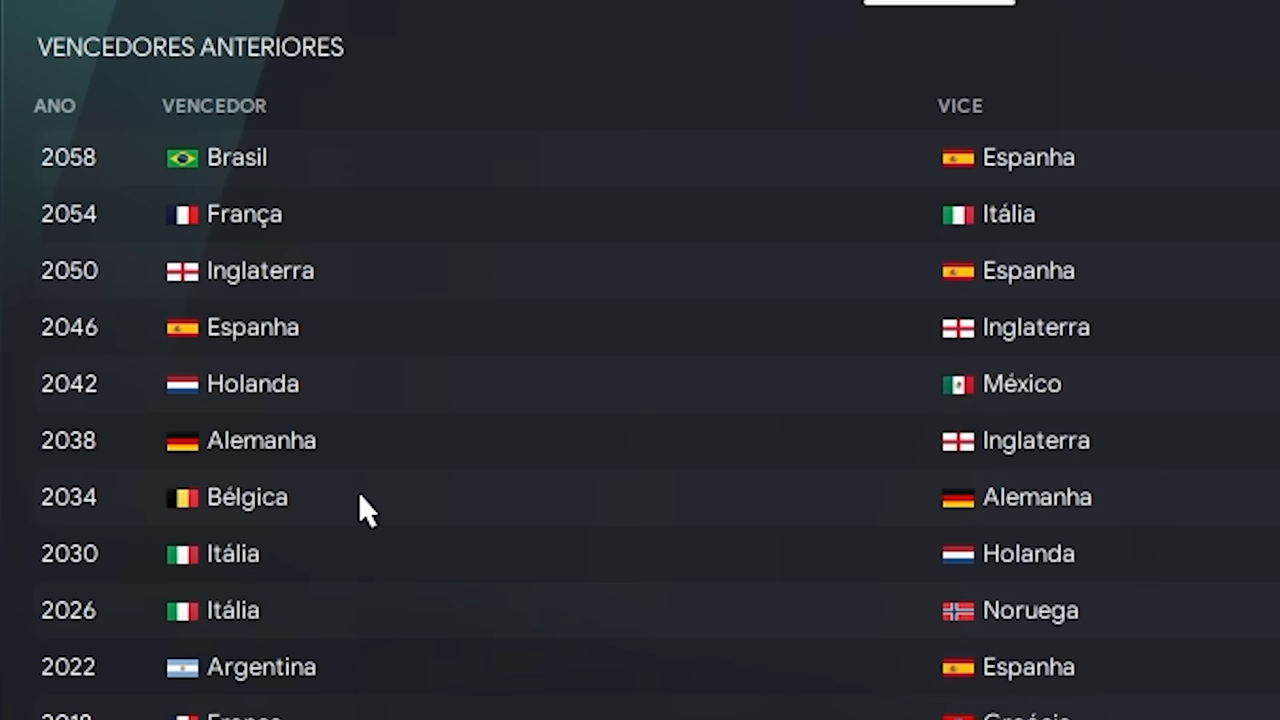 VENCEDORES ANTERIORES
ANO VENCEDOR VICE
2058 Brasil Espanha
2054 França Itália
2050 Inglaterra Espanha
2046 Espanha Inglaterra
2042 Holanda México
2038 Alemanha Inglaterra
2034 Bélgica Alemanha
2030 Itália Holanda
2026 Itália Noruega
2022 Argentina Espanha